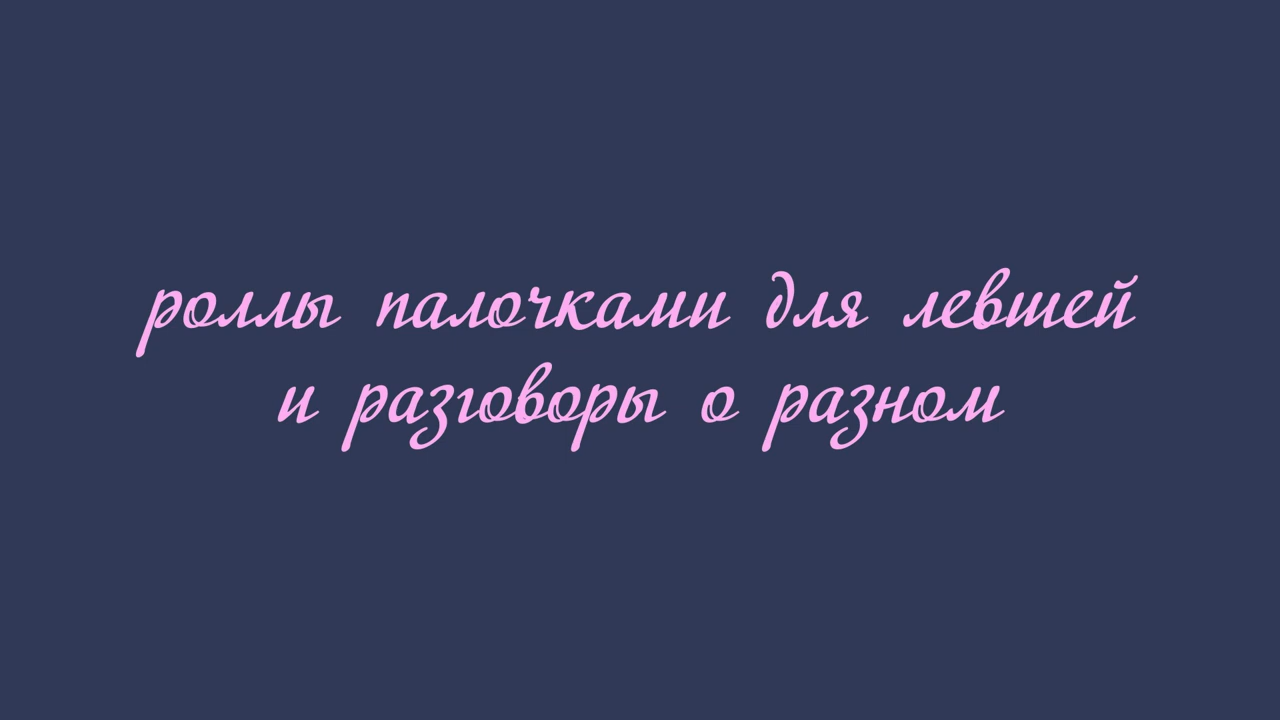 роллы палочками для левшей
и разговоры о разном